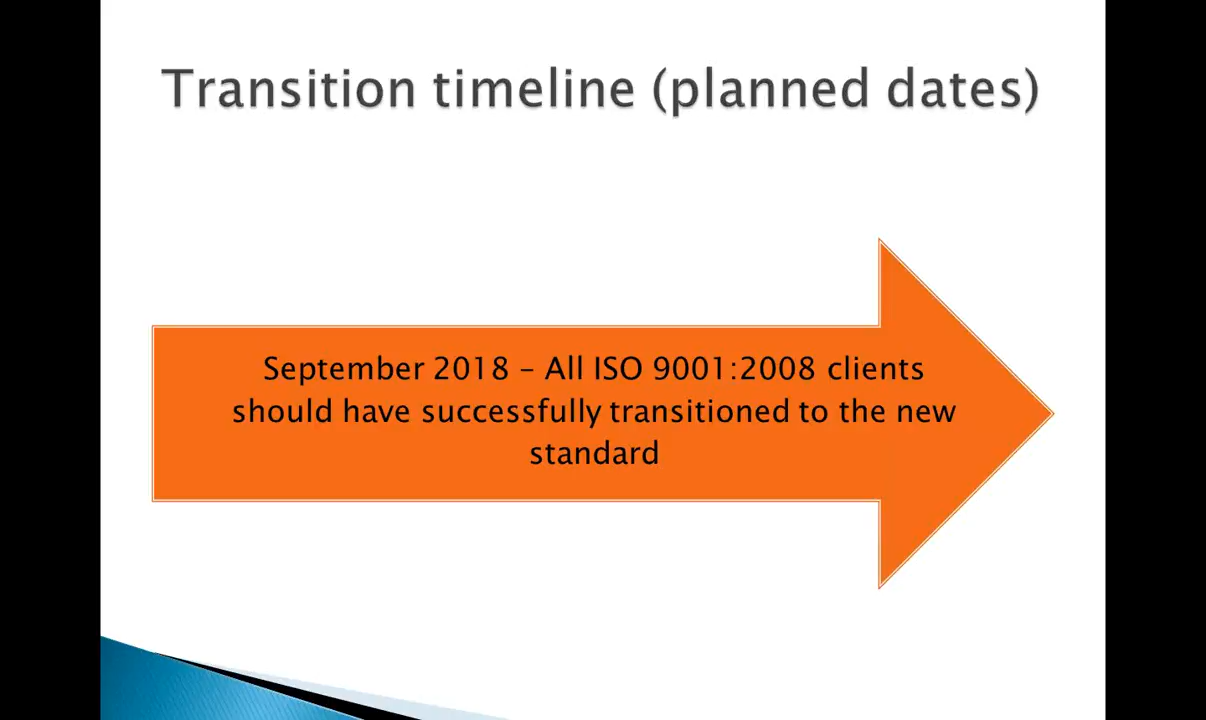 Transition timeline (planned dates)
September 2018 – All ISO 9001:2008 clients
should have successfully transitioned to the new
standard